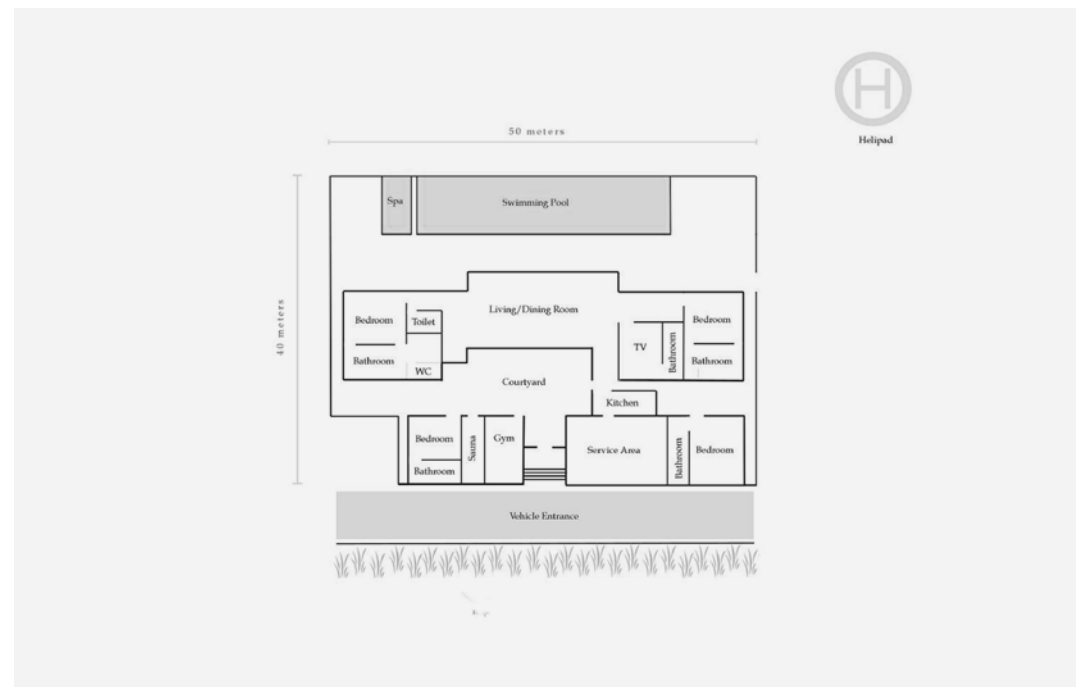 H
Helipad
50 meters
40 meters
Spa
Swimming Pool
Living/Dining Room
Bedroom
Toilet
Bathroom
WC
TV
Bathroom
Bedroom
Bathroom
Courtyard
Kitchen
Bedroom
Bathroom
Sauna
Gym
Service Area
Bathroom
Bedroom
Vehicle Entrance